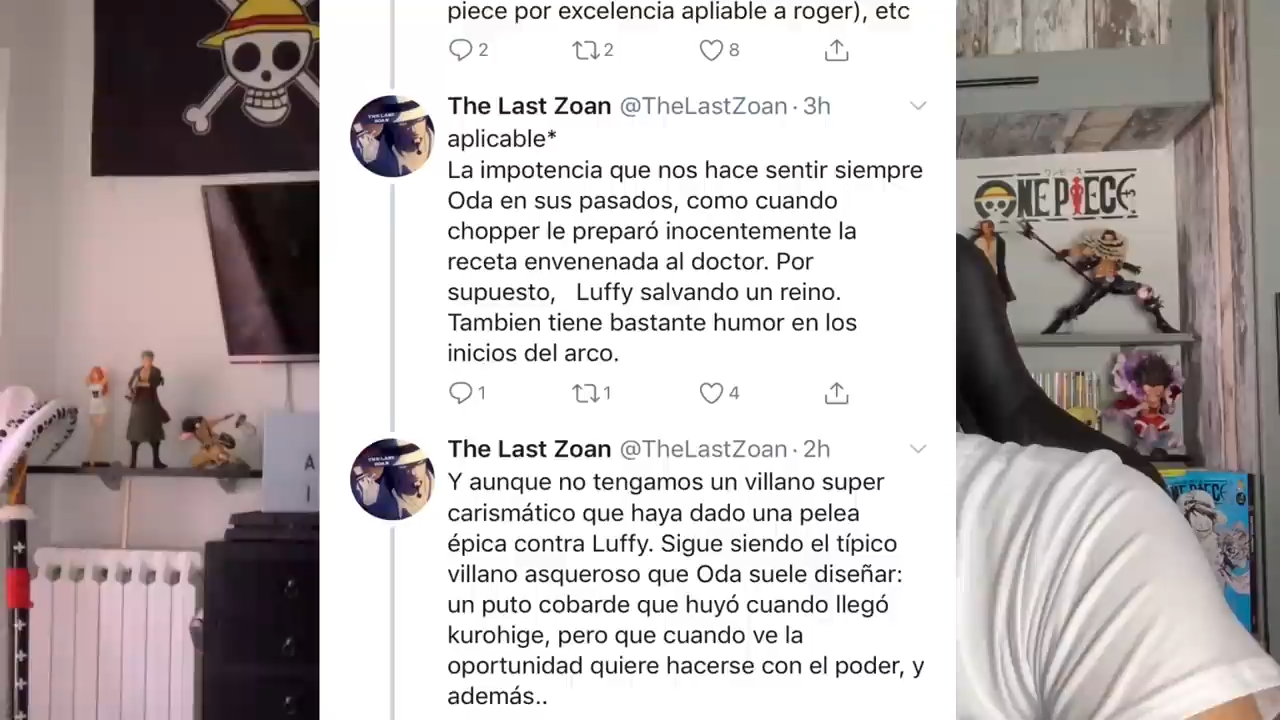 piece por excelencia apliable a roger), etc
2 2 8
The Last Zoan @TheLastZoan · 3h
aplicable*
La impotencia que nos hace sentir siempre
Oda en sus pasados, como cuando
chopper le preparó inocentemente la
receta envenenada al doctor. Por
supuesto, Luffy salvando un reino.
Tambien tiene bastante humor en los
inicios del arco.
1 1 4
The Last Zoan @TheLastZoan · 2h
Y aunque no tengamos un villano super
carismático que haya dado una pelea
épica contra Luffy. Sigue siendo el típico
villano asqueroso que Oda suele diseñar:
un puto cobarde que huyó cuando llegó
kurohige, pero que cuando ve la
oportunidad quiere hacerse con el poder, y
además..
ワンピース
ONE PIECE
A